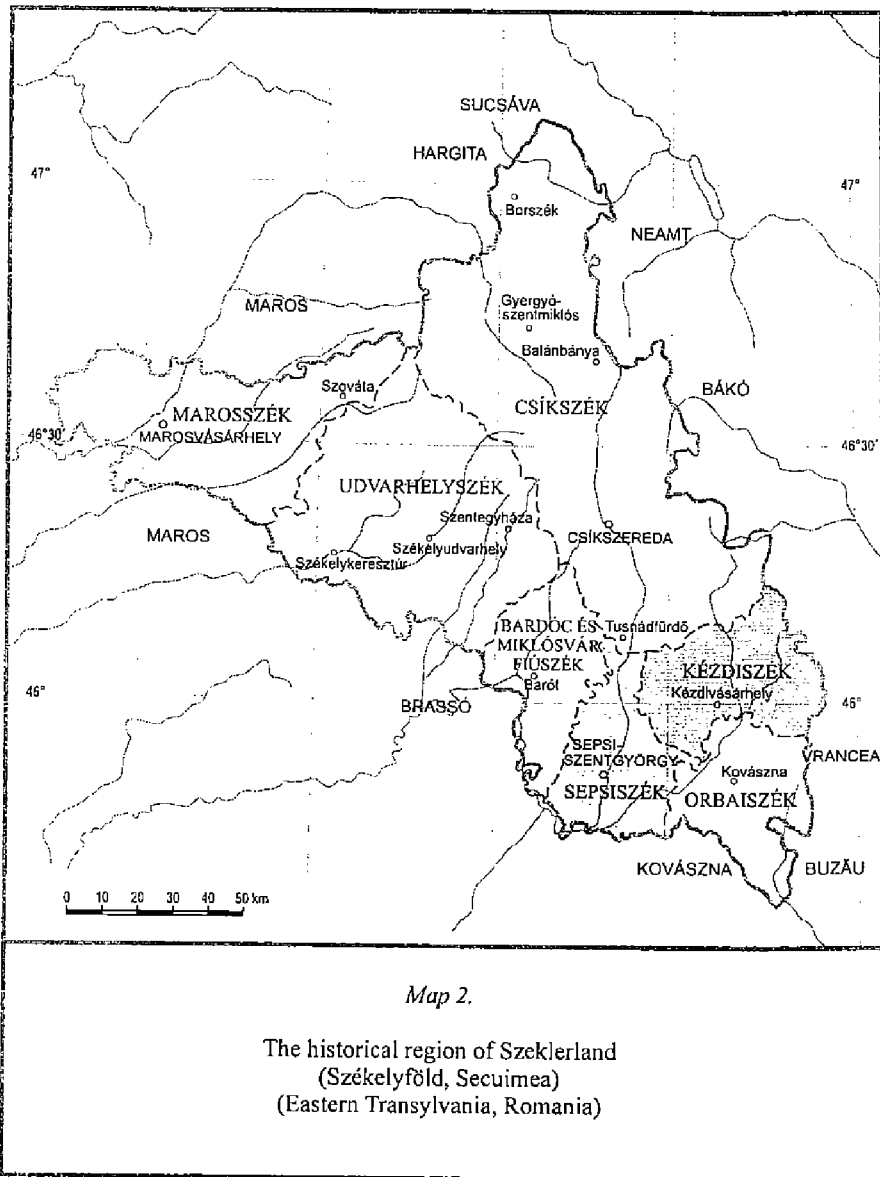 SUCSÁVA
HARGITA
47°
47°
Borszék
NEAMT
Gyergyó-
szentmiklós
MAROS
Balánbánya
Szováta
BÁKÓ
MAROSSZÉK
CSÍKSZÉK
MAROSVÁSÁRHELY
46°30'
46°30'
UDVARHÉLYSZÉK
Szentegyháza
MAROS
CSÍKSZEREDA
Székelyudvarhely
Székelykeresztúr
BARDÓC ÉS
MIKLÓSVÁR
FIÚSZÉK
Tusnádfürdő
Barót
KÉZDISZÉK
Kézdivásárhely
46°
46°
BRASSÓ
SEPSI-
SZENTGYÖRGY
VRANCEA
Kovászna
SEPSISZÉK
ORBAISZÉK
KOVÁSZNA
BUZĂU
0 10 20 30 40 50 km
Map 2.
The historical region of Szeklerland
(Székelyföld, Secuimea)
(Eastern Transylvania, Romania)